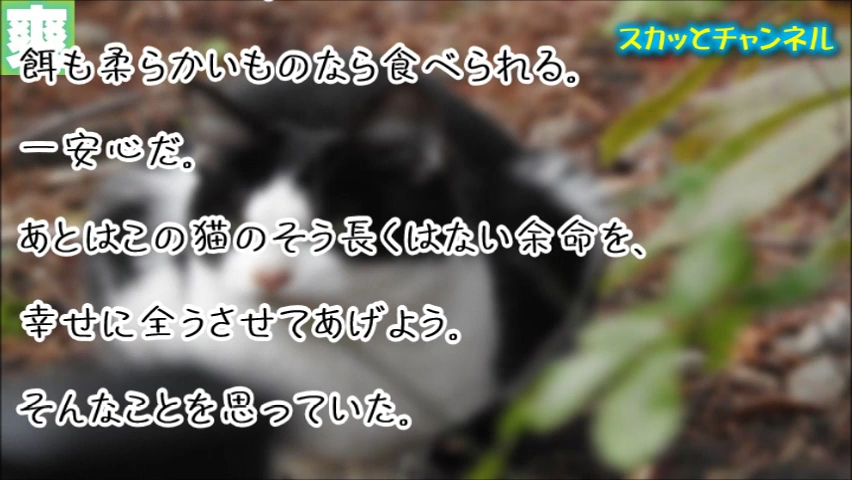 爽
スカッとチャンネル
餌も柔らかいものなら食べられる。
一安心だ。
あとはこの猫のそう長くはない余命を、
幸せに全うさせてあげよう。
そんなことを思っていた。